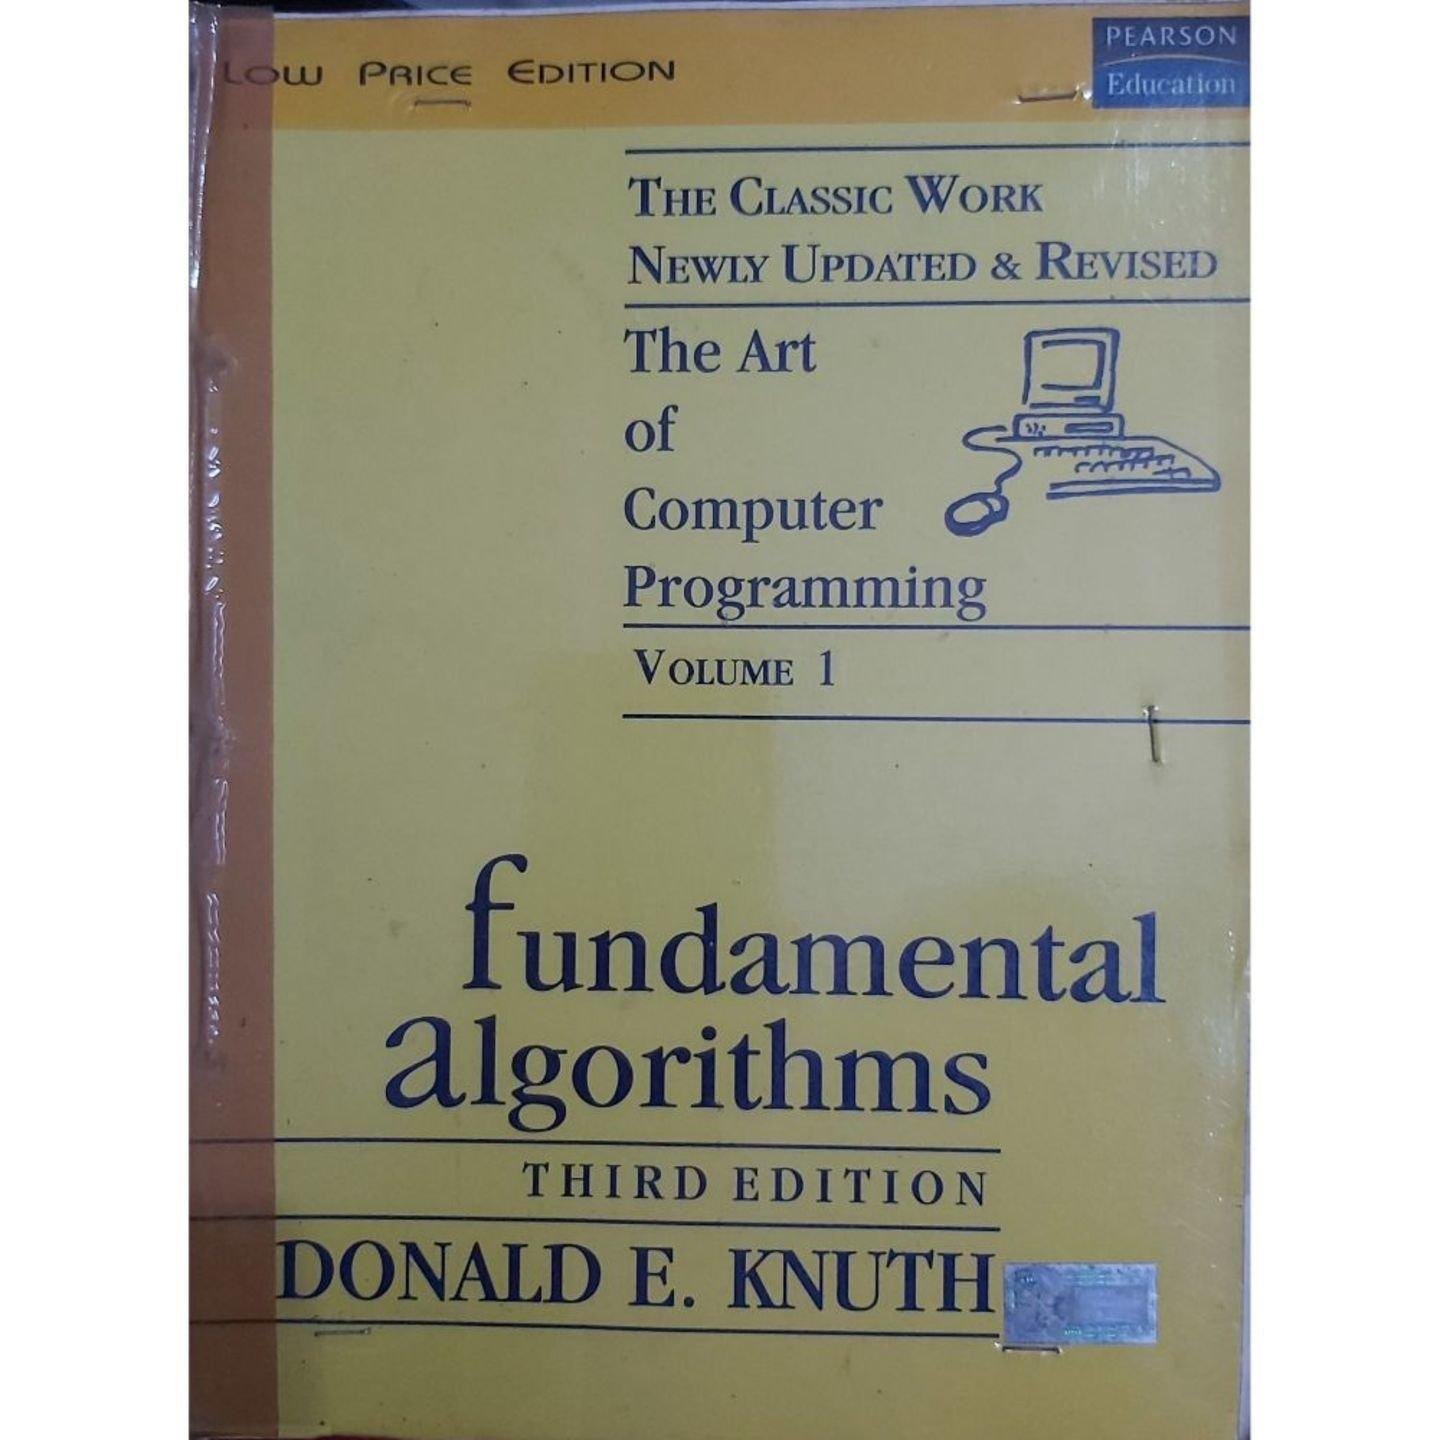 LOW PRICE EDITION
PEARSON
Education
THE CLASSIC WORK
NEWLY UPDATED & REVISED
The Art
of
Computer
Programming
VOLUME 1
fundamental
algorithms
THIRD EDITION
DONALD E. KNUTH